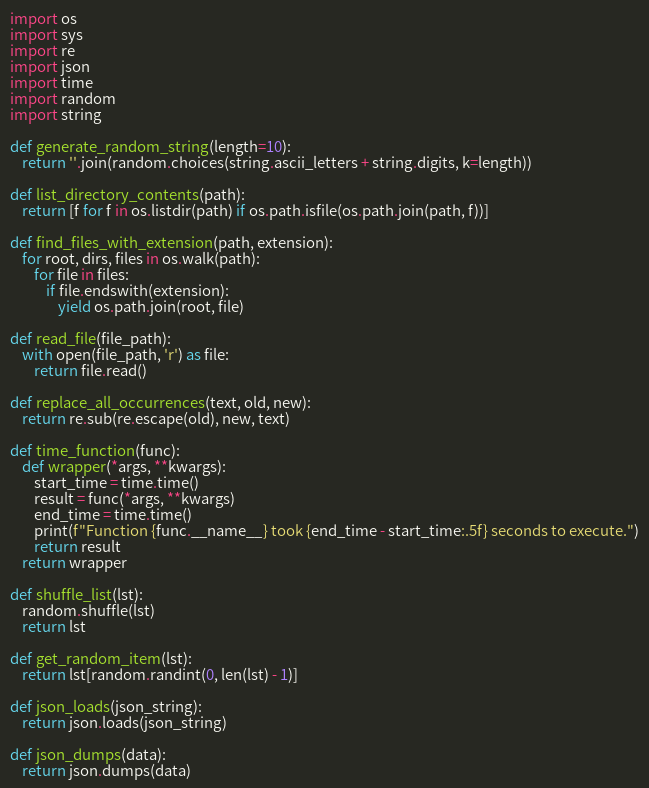 import os
import sys
import re
import json
import time
import random
import string

def generate_random_string(length=10):
    return ''.join(random.choices(string.ascii_letters + string.digits, k=length))

def list_directory_contents(path):
    return [f for f in os.listdir(path) if os.path.isfile(os.path.join(path, f))]

def find_files_with_extension(path, extension):
    for root, dirs, files in os.walk(path):
        for file in files:
            if file.endswith(extension):
                yield os.path.join(root, file)

def read_file(file_path):
    with open(file_path, 'r') as file:
        return file.read()

def replace_all_occurrences(text, old, new):
    return re.sub(re.escape(old), new, text)

def time_function(func):
    def wrapper(*args, **kwargs):
        start_time = time.time()
        result = func(*args, **kwargs)
        end_time = time.time()
        print(f"Function {func.__name__} took {end_time - start_time:.5f} seconds to execute.")
        return result
    return wrapper

def shuffle_list(lst):
    random.shuffle(lst)
    return lst

def get_random_item(lst):
    return lst[random.randint(0, len(lst) - 1)]

def json_loads(json_string):
    return json.loads(json_string)

def json_dumps(data):
    return json.dumps(data)